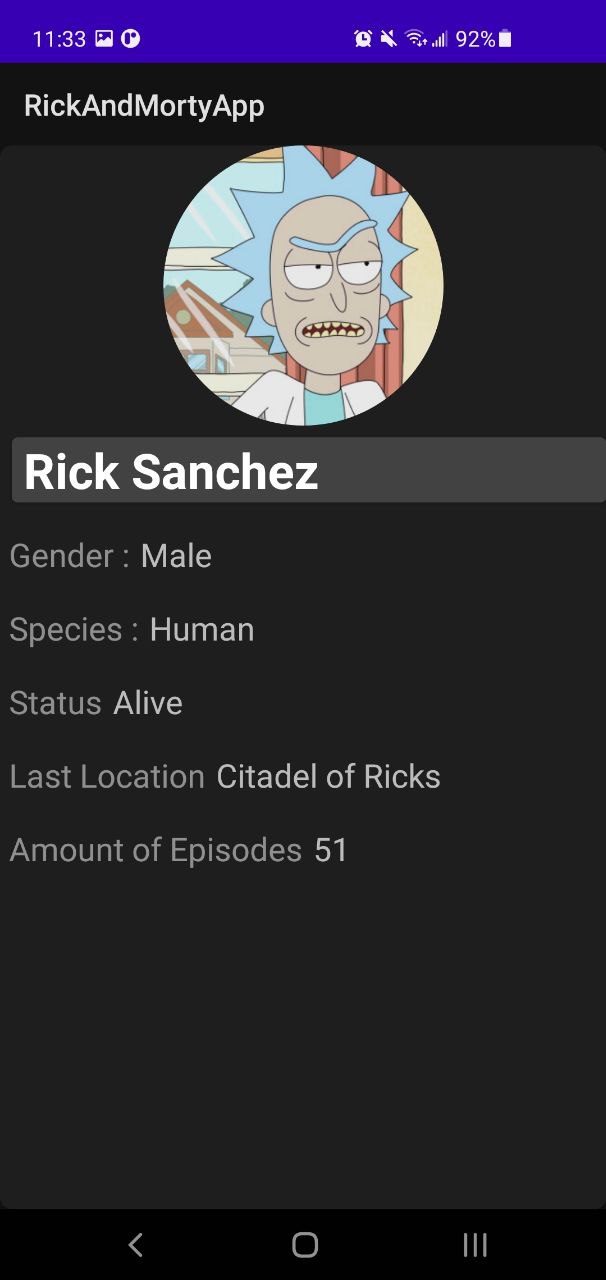 11:33 92%
RickAndMortyApp
Rick Sanchez
Gender : Male
Species : Human
Status Alive
Last Location Citadel of Ricks
Amount of Episodes 51